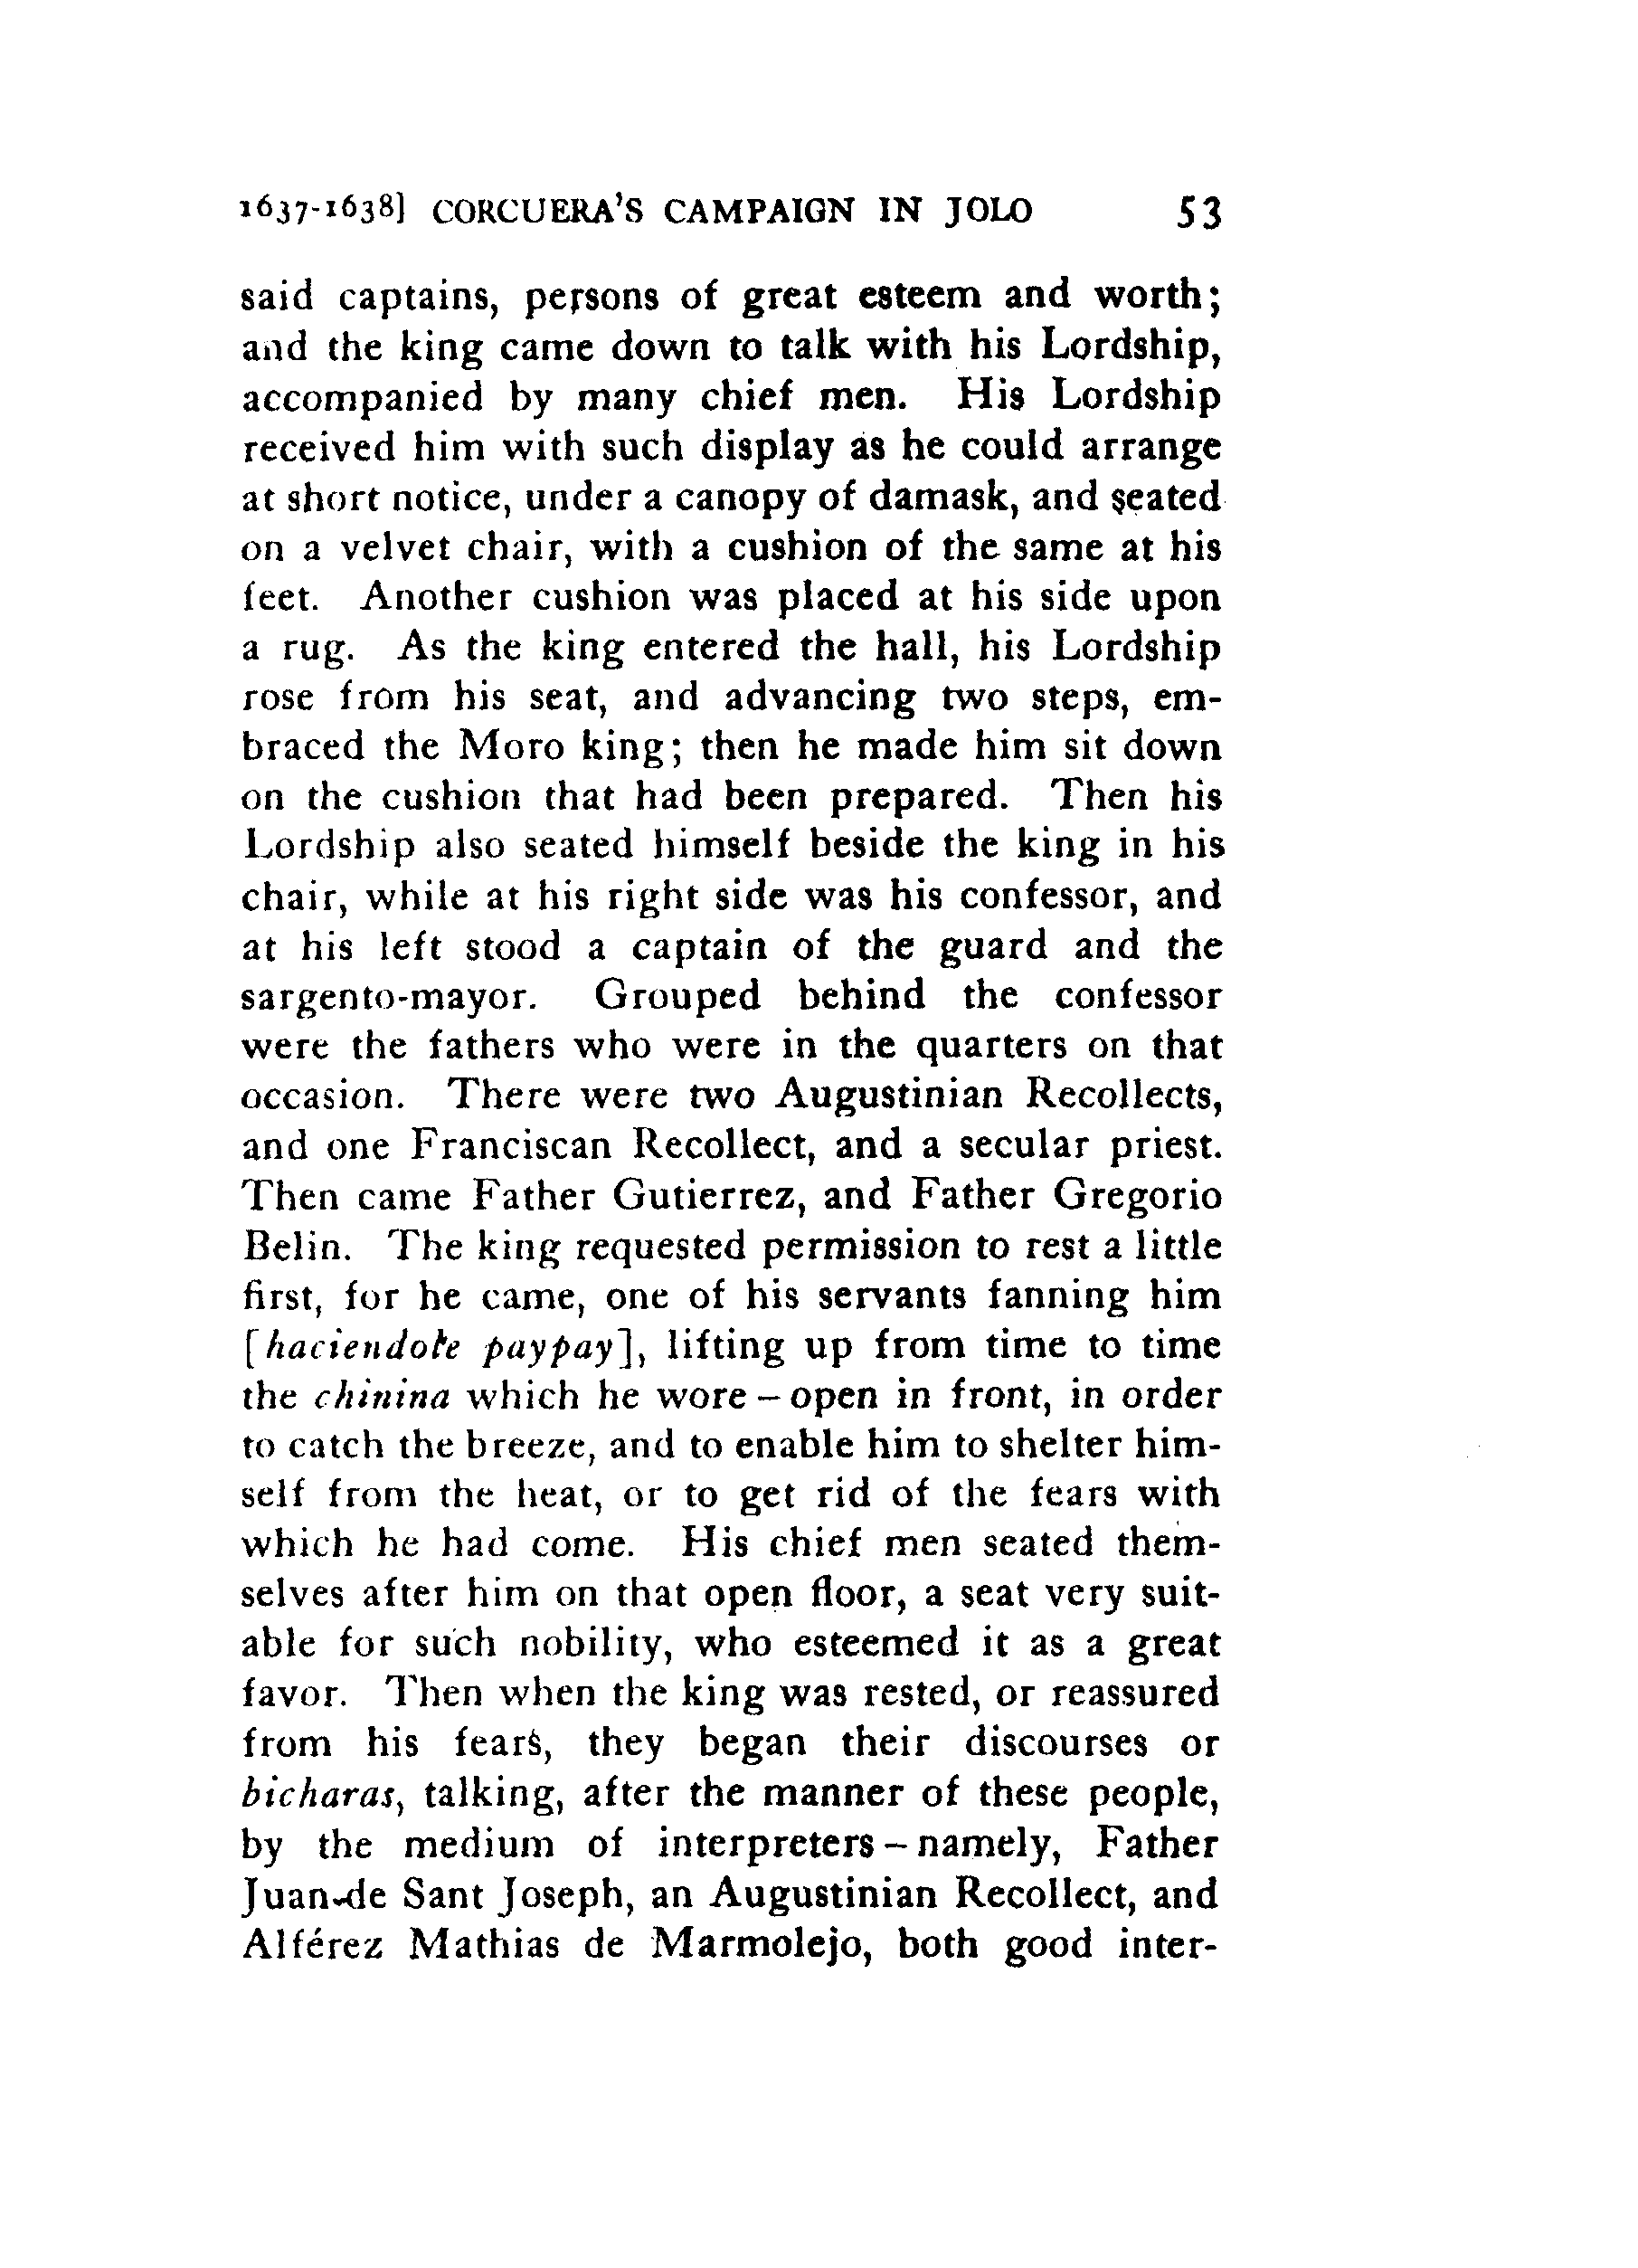 1637-1638] CORCUERA'S CAMPAIGN IN JOLO 53
said captains, persons of great esteem and worth;
and the king came down to talk with his Lordship,
accompanied by many chief men. His Lordship
received him with such display as he could arrange
at short notice, under a canopy of damask, and seated
on a velvet chair, with a cushion of the same at his
feet. Another cushion was placed at his side upon
a rug. As the king entered the hall, his Lordship
rose from his seat, and advancing two steps, em-
braced the Moro king; then he made him sit down
on the cushion that had been prepared. Then his
Lordship also seated himself beside the king in his
chair, while at his right side was his confessor, and
at his left stood a captain of the guard and the
sargento-mayor. Grouped behind the confessor
were the fathers who were in the quarters on that
occasion. There were two Augustinian Recollects,
and one Franciscan Recollect, and a secular priest.
Then came Father Gutierrez, and Father Gregorio
Belin. The king requested permission to rest a little
first, for he came, one of his servants fanning him
[haciendole paypay], lifting up from time to time
the chinina which he wore – open in front, in order
to catch the breeze, and to enable him to shelter him-
self from the heat, or to get rid of the fears with
which he had come. His chief men seated them-
selves after him on that open floor, a seat very suit-
able for such nobility, who esteemed it as a great
favor. Then when the king was rested, or reassured
from his fears, they began their discourses or
bicharas, talking, after the manner of these people,
by the medium of interpreters – namely, Father
Juan de Sant Joseph, an Augustinian Recollect, and
Alférez Mathias de Marmolejo, both good inter-